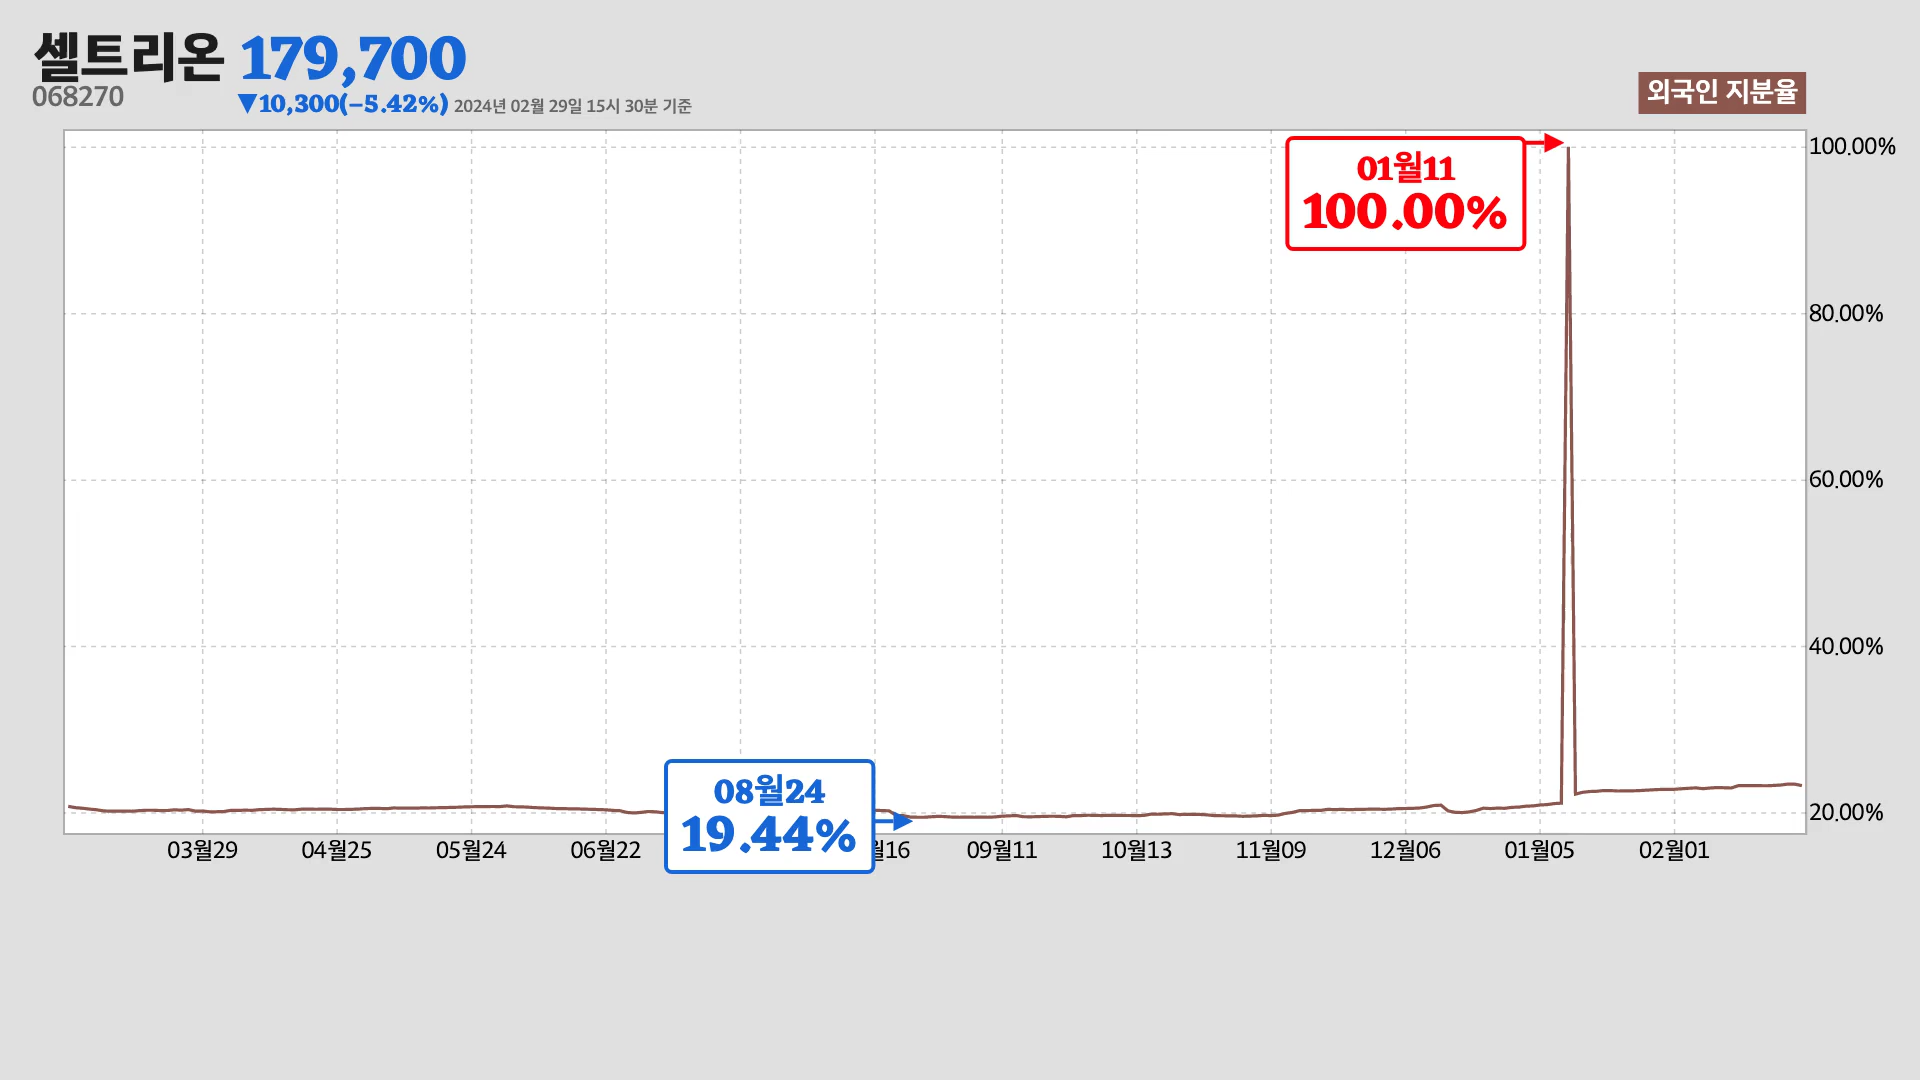 셀트리온 179,700
068270
▼10,300(-5.42%) 2024년 02월 29일 15시 30분 기준
외국인 지분율
01월11
100.00%
100.00%
80.00%
60.00%
40.00%
20.00%
08월24
19.44%
03월29 04월25 05월24 06월22 월16 09월11 10월13 11월09 12월06 01월05 02월01